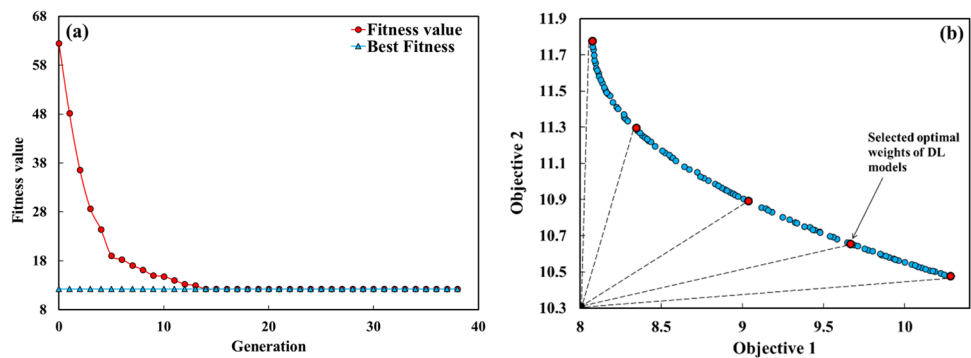 (a)
Fitness value
Best Fitness
68
58
48
38
28
18
8
Fitness value
0
10
20
30
40
Generation
(b)
11.9
11.7
11.5
11.3
11.1
10.9
10.7
10.5
10.3
Objective 2
Selected optimal
weights of DL
models
8
8.5
9
9.5
10
Objective 1